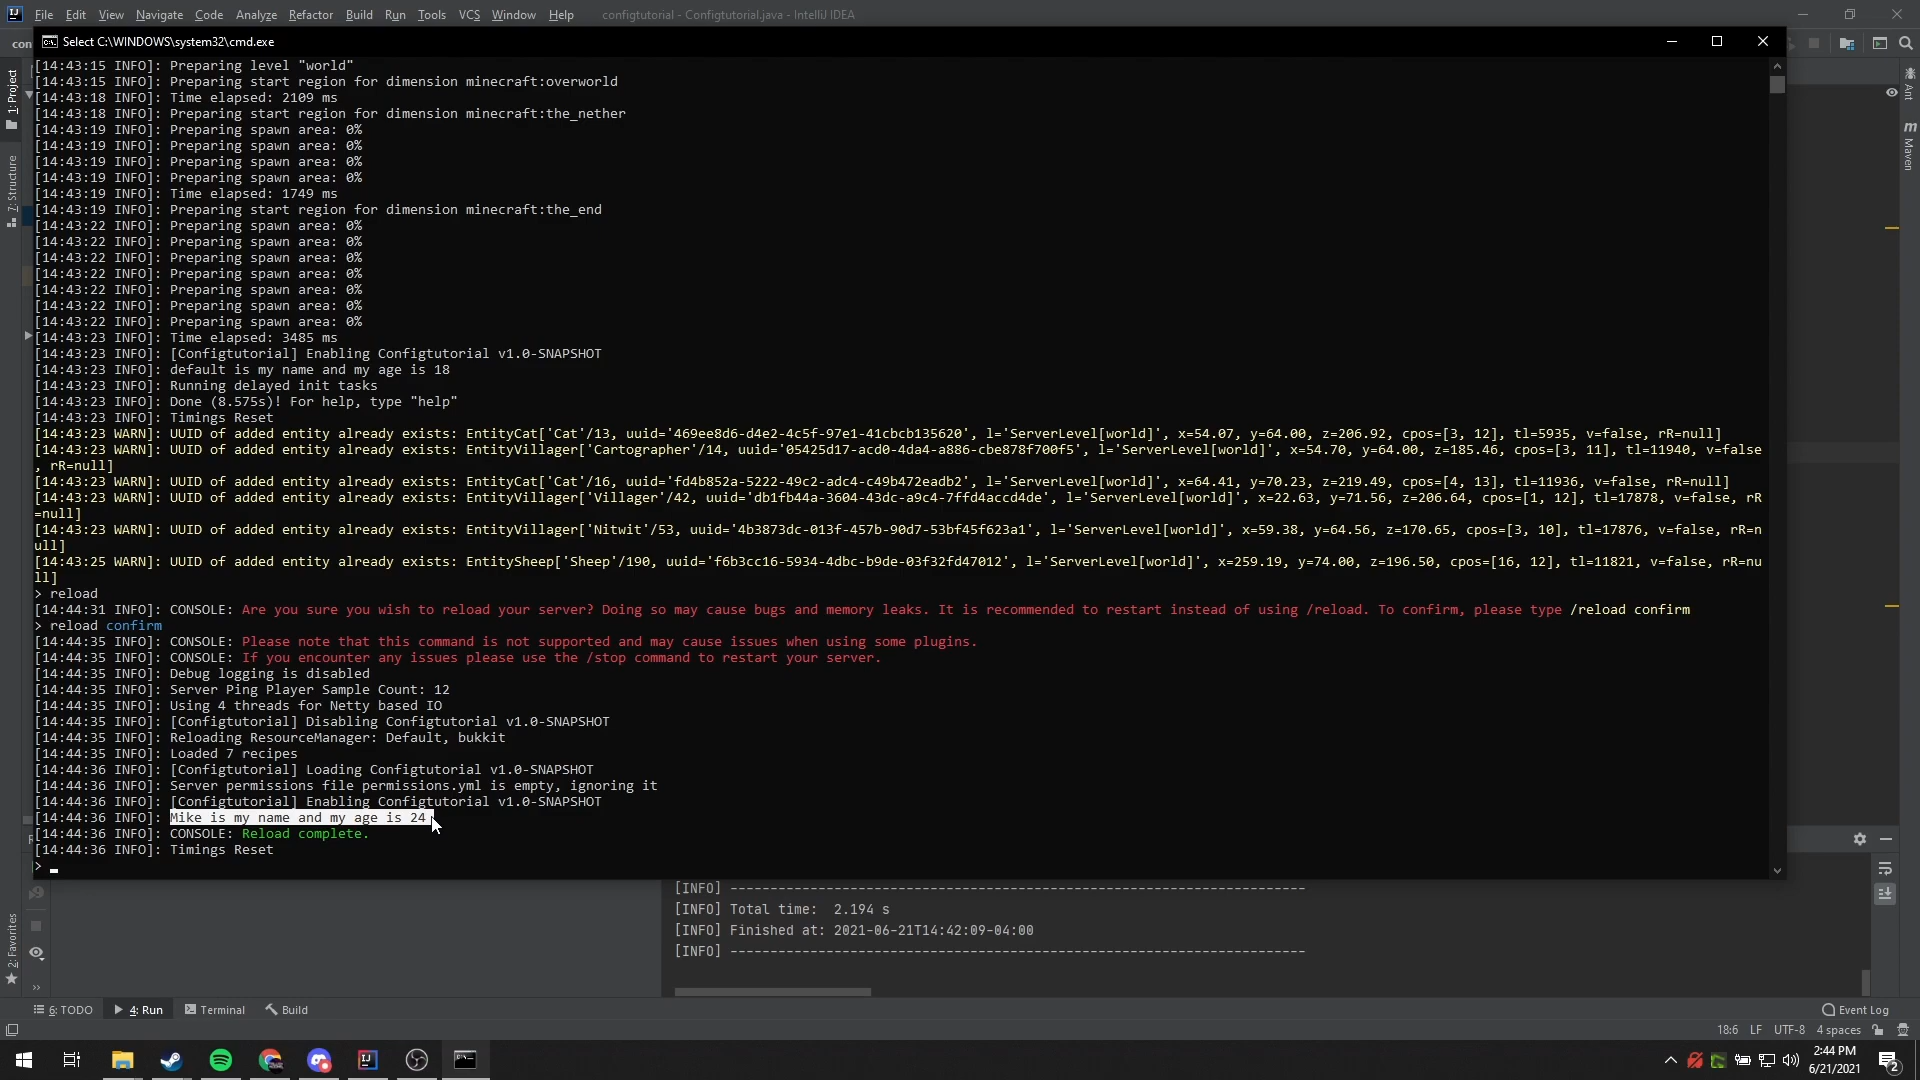 File Edit View Navigate Code Analyze Refactor Build Run Tools VCS Window Help configtutorial - Configtutorial.java - IntelliJ IDEA
con
Select C:\WINDOWS\system32\cmd.exe
[14:43:15 INFO]: Preparing level "world"
[14:43:15 INFO]: Preparing start region for dimension minecraft:overworld
[14:43:18 INFO]: Time elapsed: 2109 ms
[14:43:18 INFO]: Preparing start region for dimension minecraft:the_nether
[14:43:19 INFO]: Preparing spawn area: 0%
[14:43:19 INFO]: Preparing spawn area: 0%
[14:43:19 INFO]: Preparing spawn area: 0%
[14:43:19 INFO]: Preparing spawn area: 0%
[14:43:19 INFO]: Time elapsed: 1749 ms
[14:43:19 INFO]: Preparing start region for dimension minecraft:the_end
[14:43:22 INFO]: Preparing spawn area: 0%
[14:43:22 INFO]: Preparing spawn area: 0%
[14:43:22 INFO]: Preparing spawn area: 0%
[14:43:22 INFO]: Preparing spawn area: 0%
[14:43:22 INFO]: Preparing spawn area: 0%
[14:43:22 INFO]: Preparing spawn area: 0%
[14:43:22 INFO]: Preparing spawn area: 0%
[14:43:23 INFO]: Time elapsed: 3485 ms
[14:43:23 INFO]: [Configtutorial] Enabling Configtutorial v1.0-SNAPSHOT
[14:43:23 INFO]: default is my name and my age is 18
[14:43:23 INFO]: Running delayed init tasks
[14:43:23 INFO]: Done (8.575s)! For help, type "help"
[14:43:23 INFO]: Timings Reset
[14:43:23 WARN]: UUID of added entity already exists: EntityCat['Cat'/13, uuid='469ee8d6-d4e2-4c5f-97e1-41cbcb135620', l='ServerLevel[world]', x=54.07, y=64.00, z=206.92, cpos=[3, 12], tl=5935, v=false, rR=null]
[14:43:23 WARN]: UUID of added entity already exists: EntityVillager['Cartographer'/14, uuid='05425d17-acd0-4da4-a886-cbe878f700f5', l='ServerLevel[world]', x=54.70, y=64.00, z=185.46, cpos=[3, 11], tl=11940, v=false
, rR=null]
[14:43:23 WARN]: UUID of added entity already exists: EntityCat['Cat'/16, uuid='fd4b852a-5222-49c2-adc4-c49b472eadb2', l='ServerLevel[world]', x=64.41, y=70.23, z=219.49, cpos=[4, 13], tl=11936, v=false, rR=null]
[14:43:23 WARN]: UUID of added entity already exists: EntityVillager['Villager'/42, uuid='db1fb44a-3604-43dc-a9c4-7ffd4accd4de', l='ServerLevel[world]', x=22.63, y=71.56, z=206.64, cpos=[1, 12], tl=17878, v=false, rR
=null]
[14:43:23 WARN]: UUID of added entity already exists: EntityVillager['Nitwit'/53, uuid='4b3873dc-013f-457b-90d7-53bf45f623a1', l='ServerLevel[world]', x=59.38, y=64.56, z=170.65, cpos=[3, 10], tl=17876, v=false, rR=n
ull]
[14:43:25 WARN]: UUID of added entity already exists: EntitySheep['Sheep'/190, uuid='f6b3cc16-5934-4dbc-b9de-03f32fd47012', l='ServerLevel[world]', x=259.19, y=74.00, z=196.50, cpos=[16, 12], tl=11821, v=false, rR=nu
ll]
> reload
[14:44:31 INFO]: CONSOLE: Are you sure you wish to reload your server? Doing so may cause bugs and memory leaks. It is recommended to restart instead of using /reload. To confirm, please type /reload confirm
> reload confirm
[14:44:35 INFO]: CONSOLE: Please note that this command is not supported and may cause issues when using some plugins.
[14:44:35 INFO]: CONSOLE: If you encounter any issues please use the /stop command to restart your server.
[14:44:35 INFO]: Debug logging is disabled
[14:44:35 INFO]: Server Ping Player Sample Count: 12
[14:44:35 INFO]: Using 4 threads for Netty based IO
[14:44:35 INFO]: [Configtutorial] Disabling Configtutorial v1.0-SNAPSHOT
[14:44:35 INFO]: Reloading ResourceManager: Default, bukkit
[14:44:35 INFO]: Loaded 7 recipes
[14:44:36 INFO]: [Configtutorial] Loading Configtutorial v1.0-SNAPSHOT
[14:44:36 INFO]: Server permissions file permissions.yml is empty, ignoring it
[14:44:36 INFO]: [Configtutorial] Enabling Configtutorial v1.0-SNAPSHOT
[14:44:36 INFO]: Mike is my name and my age is 24
[14:44:36 INFO]: CONSOLE: Reload complete.
[14:44:36 INFO]: Timings Reset
>
1: Project
7: Structure
2: Favorites
Ant
Maven
[INFO] ------------------------------------------------------------------------
[INFO] Total time:  2.194 s
[INFO] Finished at: 2021-06-21T14:42:09-04:00
[INFO] ------------------------------------------------------------------------
6: TODO 4: Run Terminal Build Event Log
18:6 LF UTF-8 4 spaces
2:44 PM
6/21/2021
2